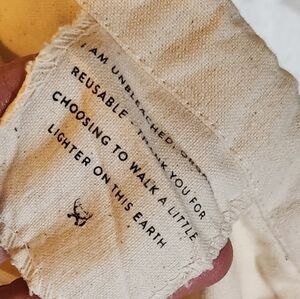 I AM UNBLEACHED,
REUSABLE - THANK YOU FOR
CHOOSING TO WALK A LITTLE
LIGHTER ON THIS EARTH